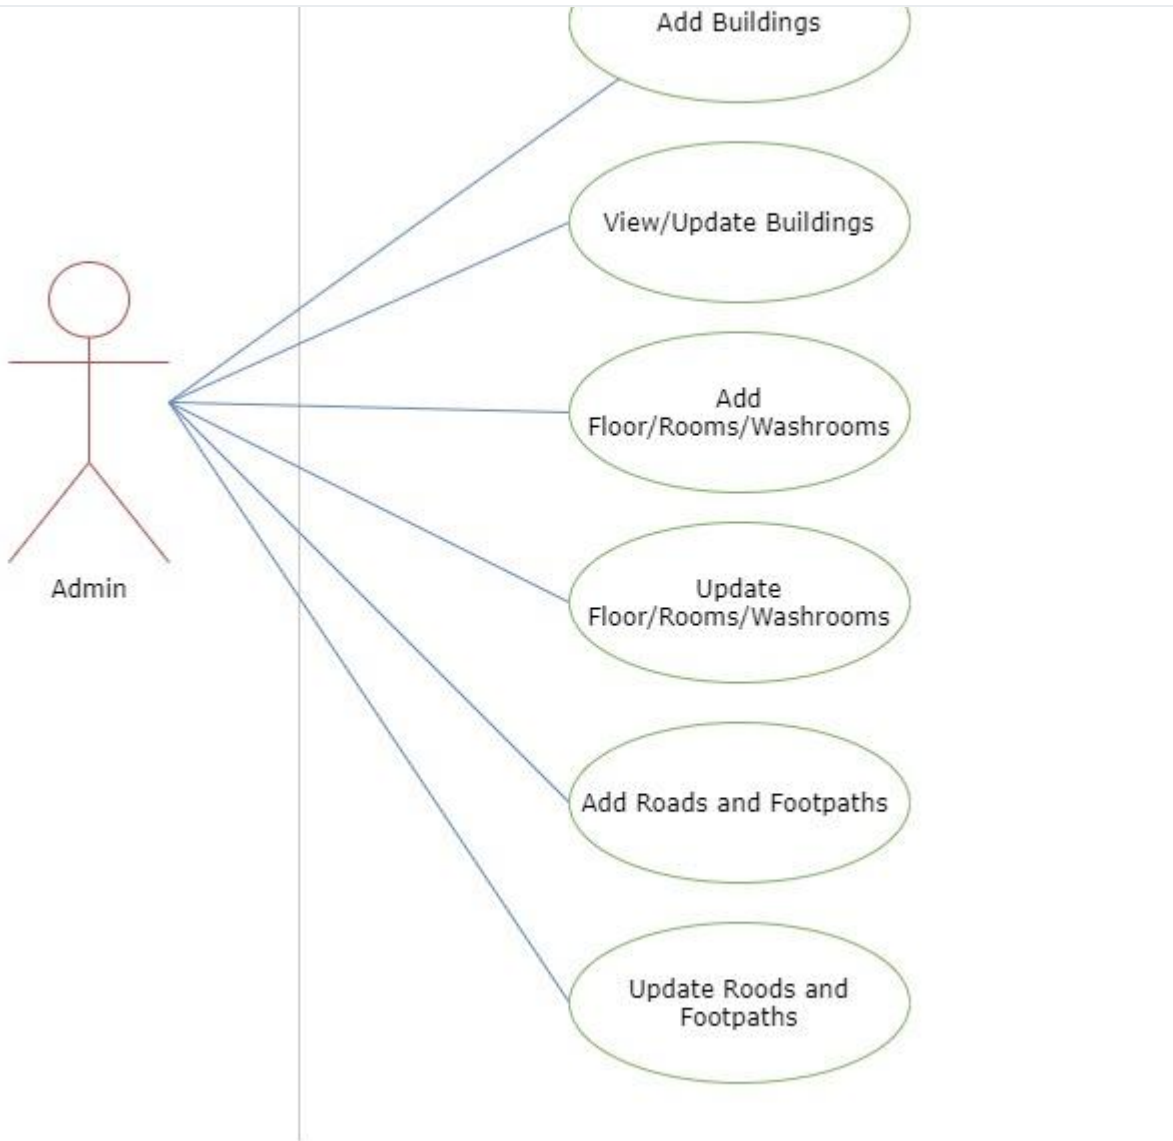 Add Buildings
View/Update Buildings
Add
Floor/Rooms/Washrooms
Admin
Update
Floor/Rooms/Washrooms
Add Roads and Footpaths
Update Roods and
Footpaths